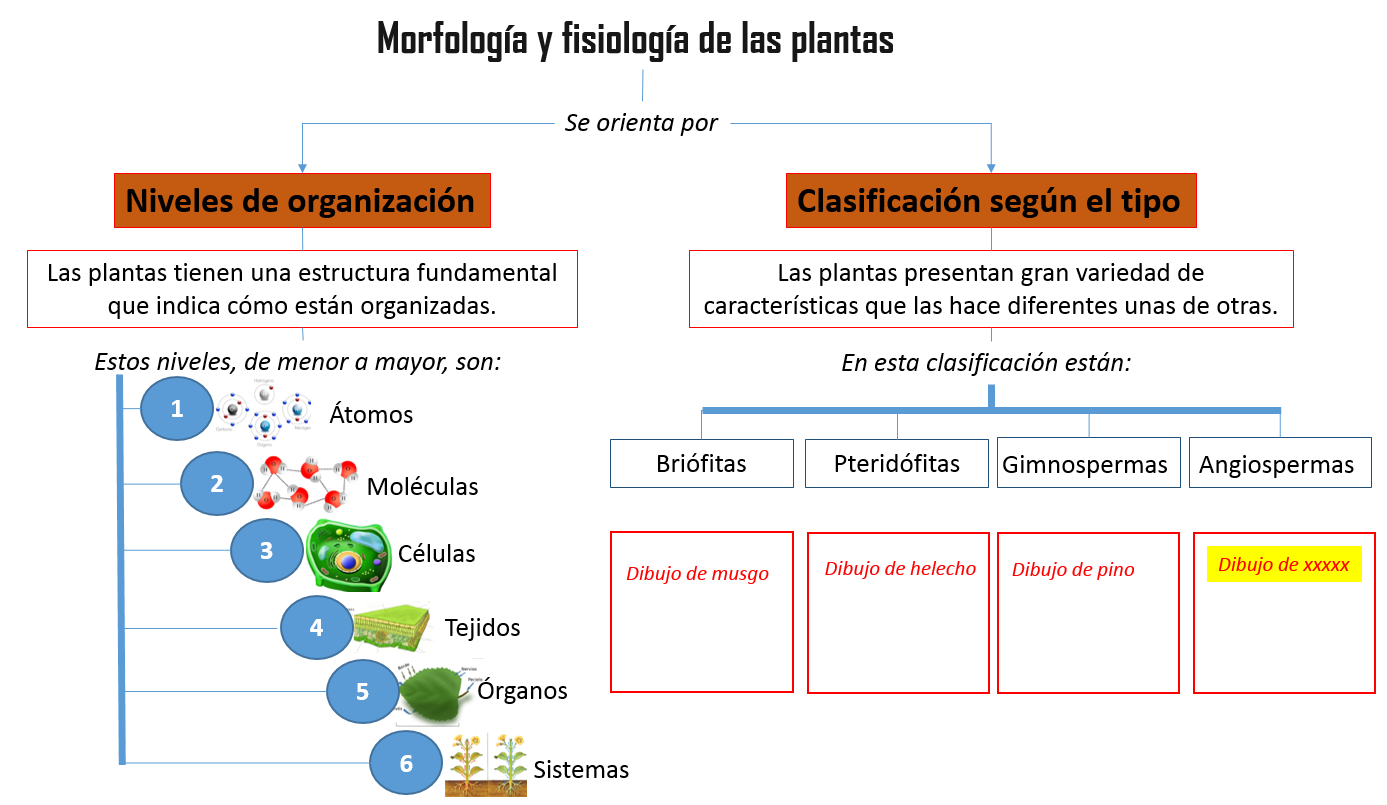 Morfología y fisiología de las plantas
Se orienta por
Niveles de organización
Las plantas tienen una estructura fundamental
que indica cómo están organizadas.
Estos niveles, de menor a mayor, son:
1
Átomos
2
Moléculas
3
Células
4
Tejidos
5
Órganos
6
Sistemas
Clasificación según el tipo
Las plantas presentan gran variedad de
características que las hace diferentes unas de otras.
En esta clasificación están:
Briófitas
Pteridófitas
Gimnospermas
Angiospermas
Dibujo de musgo
Dibujo de helecho
Dibujo de pino
Dibujo de xxxxx